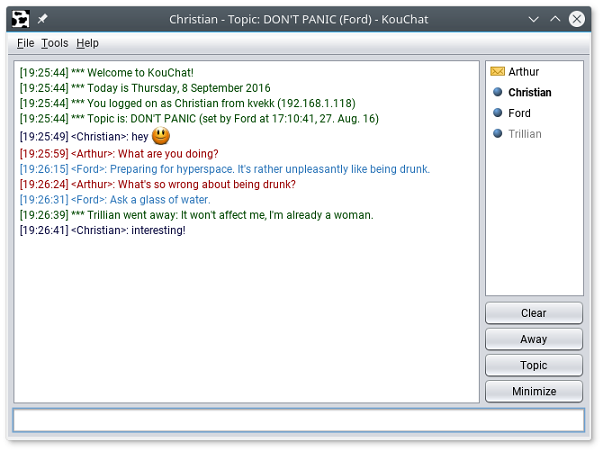 Christian - Topic: DON'T PANIC (Ford) - KouChat
File Tools Help
[19:25:44] *** Welcome to KouChat!
[19:25:44] *** Today is Thursday, 8 September 2016
[19:25:44] *** You logged on as Christian from kvekk (192.168.1.118)
[19:25:44] *** Topic is: DON'T PANIC (set by Ford at 17:10:41, 27. Aug. 16)
[19:25:49] <Christian>: hey
[19:25:59] <Arthur>: What are you doing?
[19:26:15] <Ford>: Preparing for hyperspace. It's rather unpleasantly like being drunk.
[19:26:24] <Arthur>: What's so wrong about being drunk?
[19:26:31] <Ford>: Ask a glass of water.
[19:26:39] *** Trillian went away: It won't affect me, I'm already a woman.
[19:26:41] <Christian>: interesting!
Arthur
Christian
Ford
Trillian
Clear
Away
Topic
Minimize